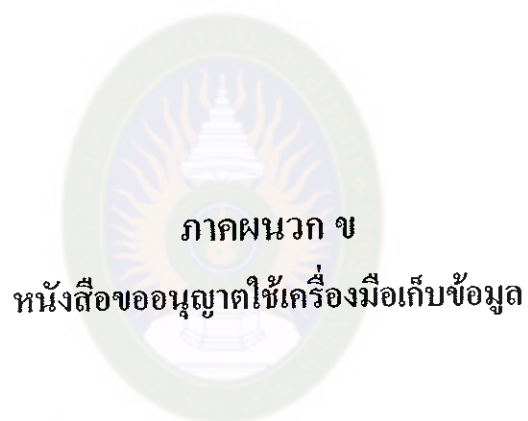 ภาคผนวก ข
หนังสือขออนุญาตใช้เครื่องมือเก็บข้อมูล